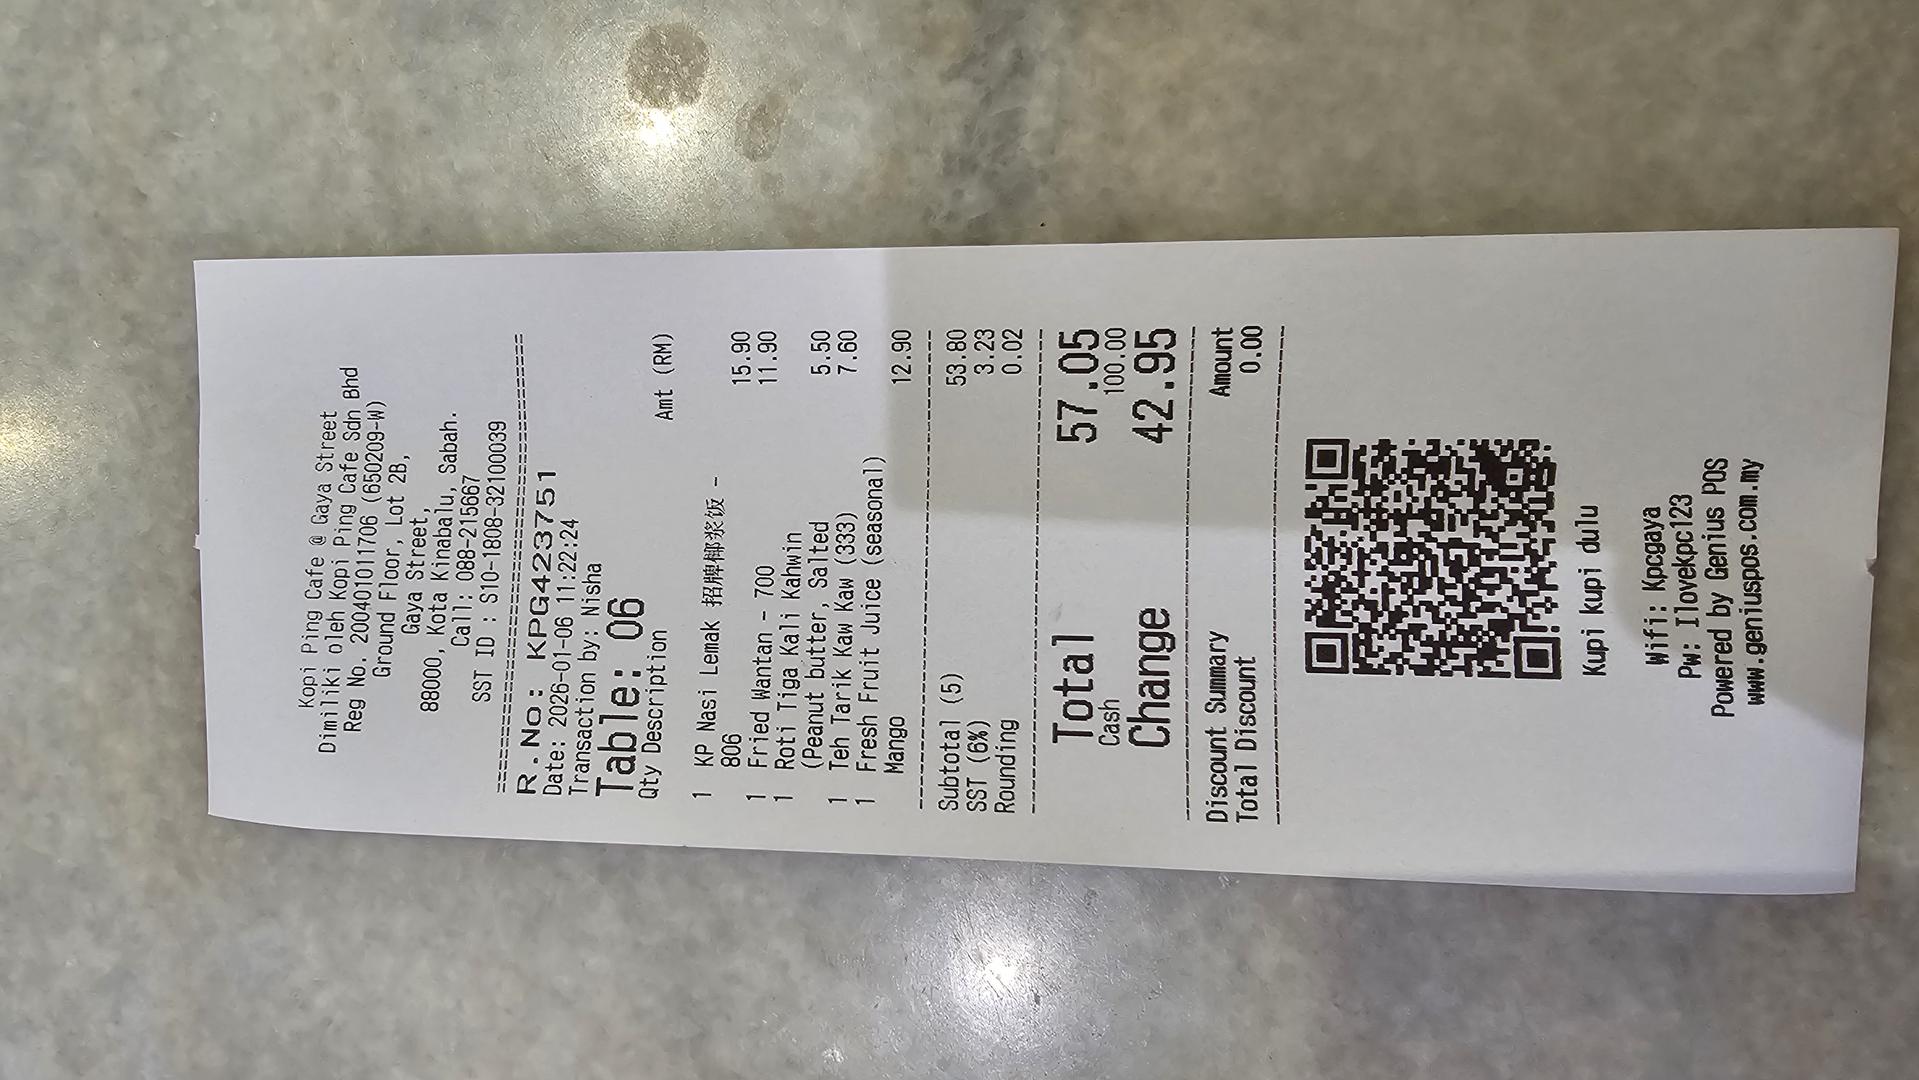 Kopi Ping Cafe @ Gaya Street
Dimiliki oleh Kopi Ping Cafe Sdn Bhd
Reg No. 200401011706 (650209-W)
Ground Floor, Lot 2B,
Gaya Street,
88000, Kota Kinabalu, Sabah.
Call: 088-215667
SST ID : S10-1808-32100039
R.No: KPG423751
Date: 2026-01-06 11:22:24
Transaction by: Nisha
Table: 06
Qty Description Amt (RM)
1 KP Nasi Lemak 招牌椰浆饭 -
806 15.90
1 Fried Wantan - 700 11.90
1 Roti Tiga Kali Kahwin
(Peanut butter, Salted 5.50
1 Teh Tarik Kaw Kaw (333) 7.60
1 Fresh Fruit Juice (seasonal)
Mango 12.90
Subtotal (5) 53.80
SST (6%) 3.23
Rounding 0.02
Total 57.05
Cash 100.00
Change 42.95
Discount Summary Amount
Total Discount 0.00
Kupi kupi dulu
Wifi: Kpcgaya
Pw: Ilovekpc123
Powered by Genius POS
www.geniuspos.com.my